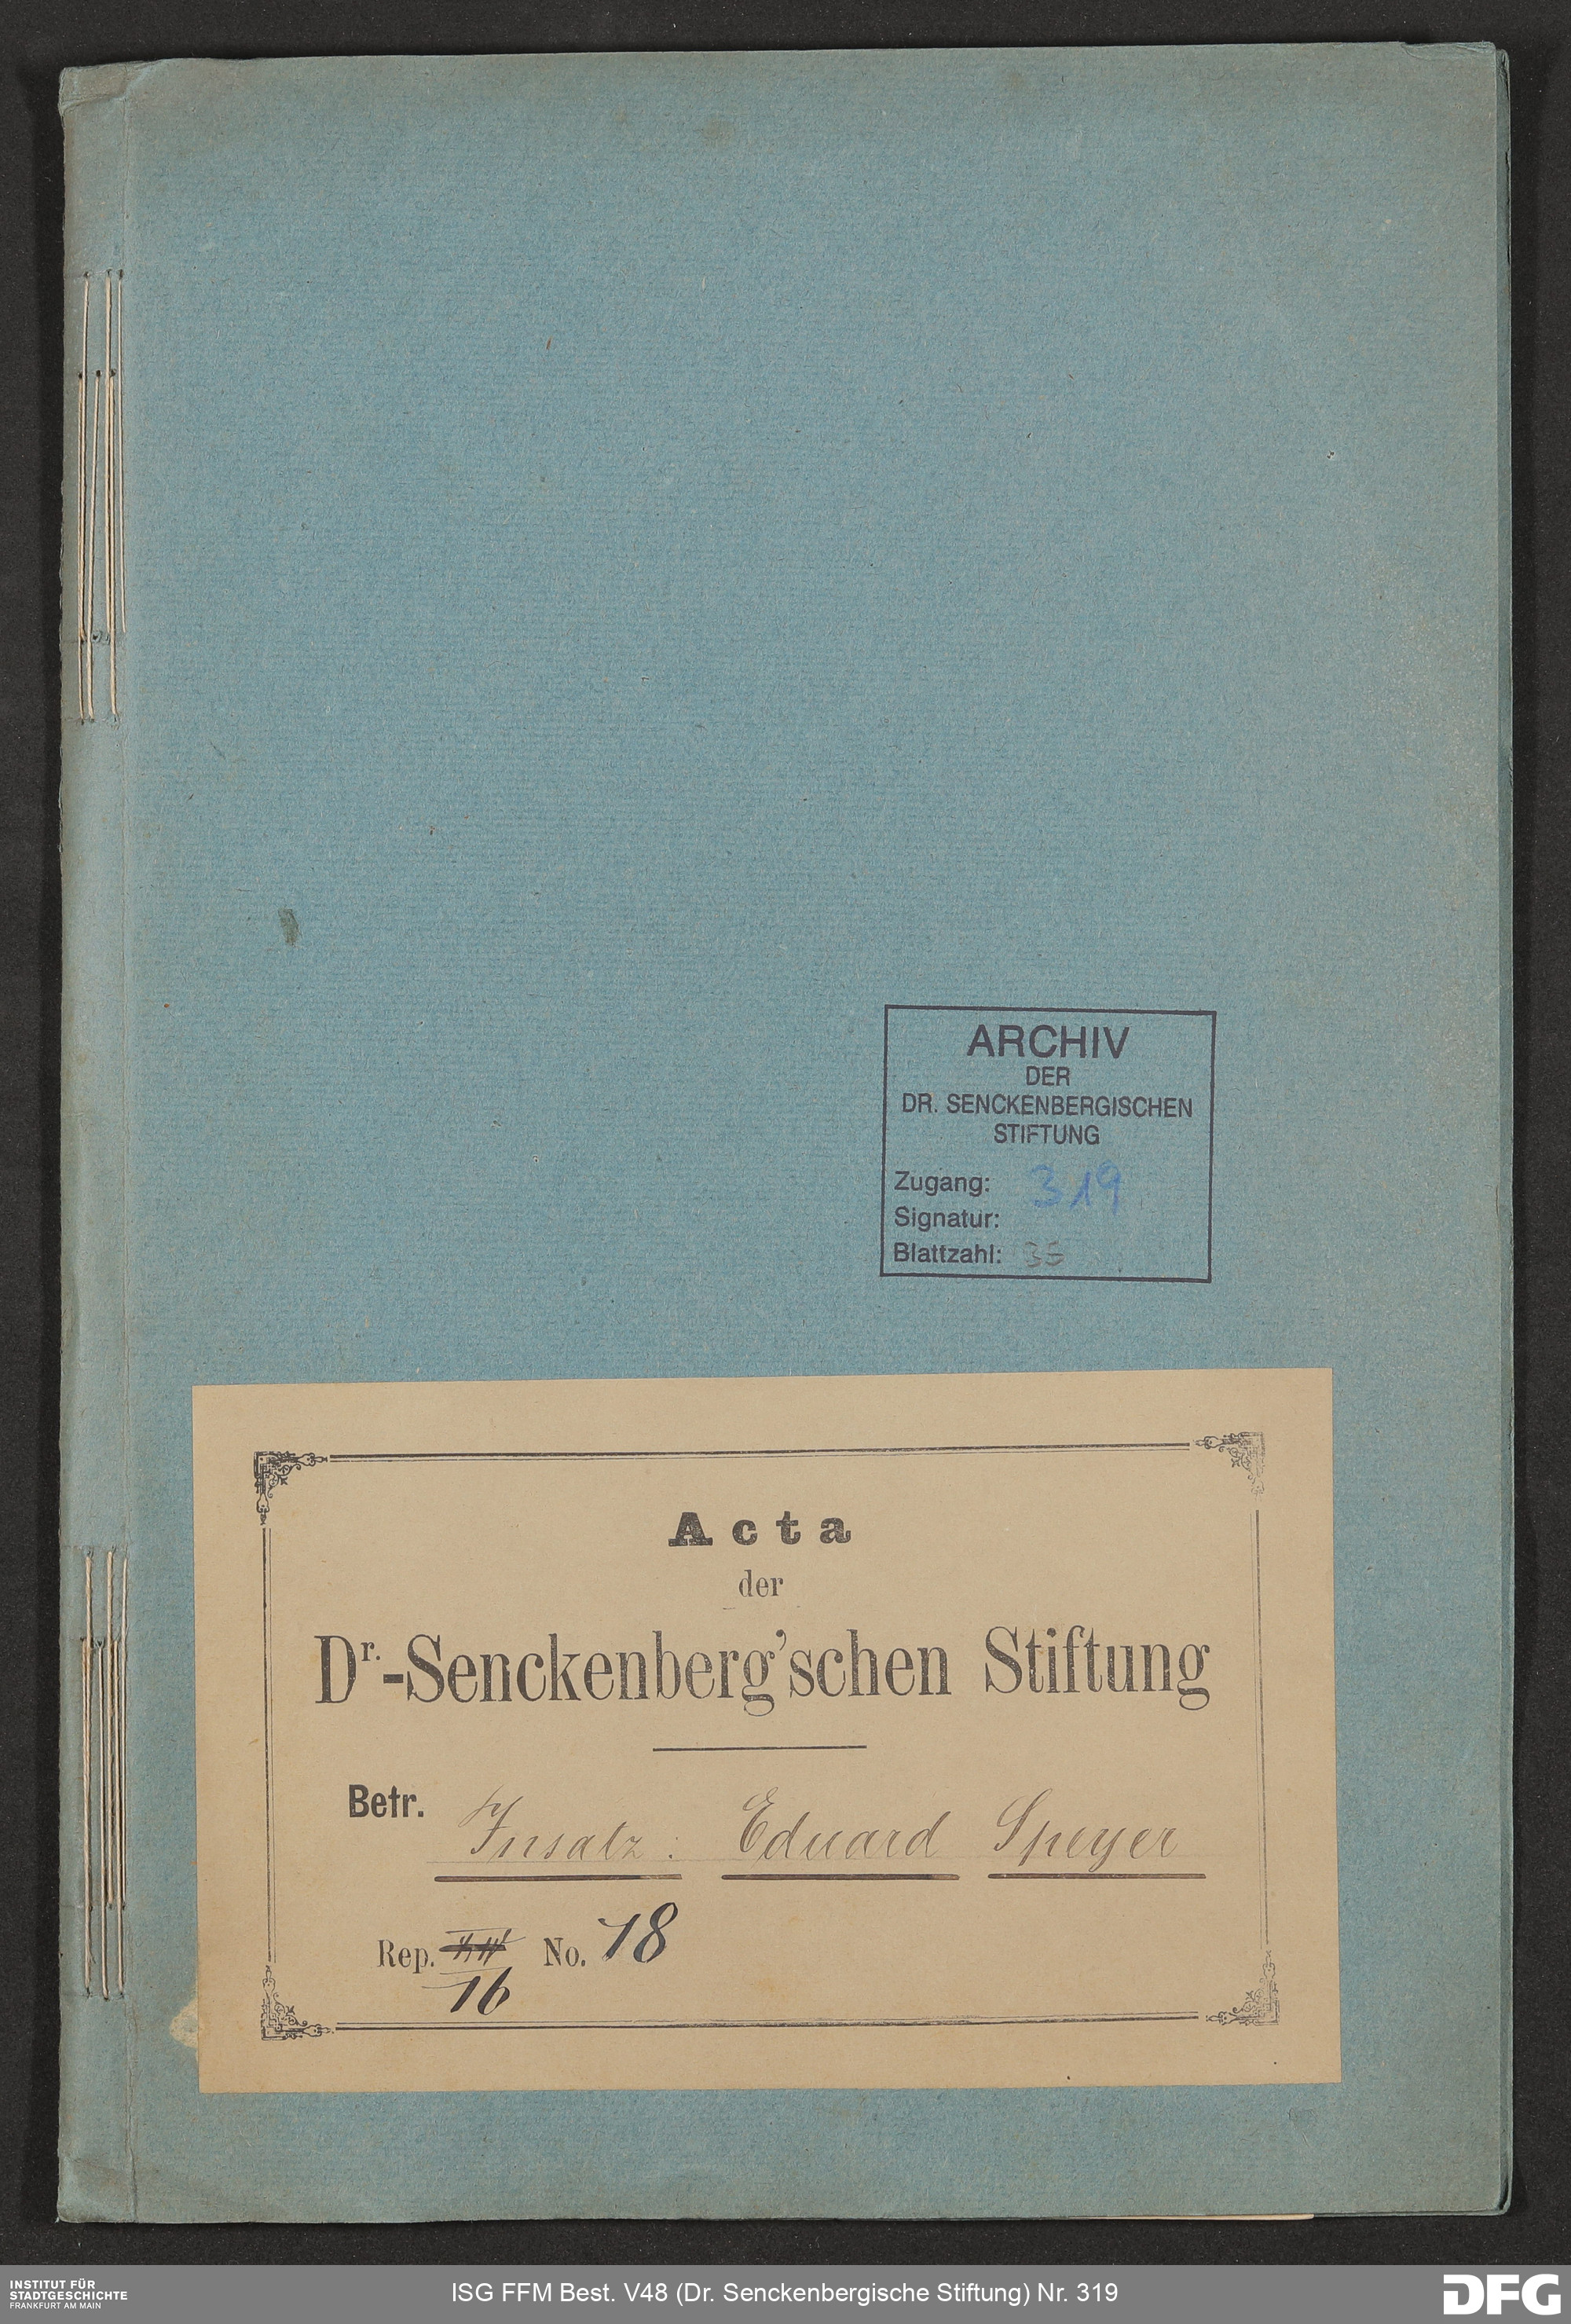 ARCHIV
DER
DR. SENCKENBERGISCHEN
STIFTUNG
Zugang: 319
Signatur:
Blattzahl: 35
Acta
der
Dr.-Senckenberg'schen Stiftung
Betr. Insatz: Eduard Speyer
Rep. No. 18
16
INSTITUT FÜR
STADTGESCHICHTE
FRANKFURT AM MAIN
ISG FFM Best. V48 (Dr. Senckenbergische Stiftung) Nr. 319
DFG